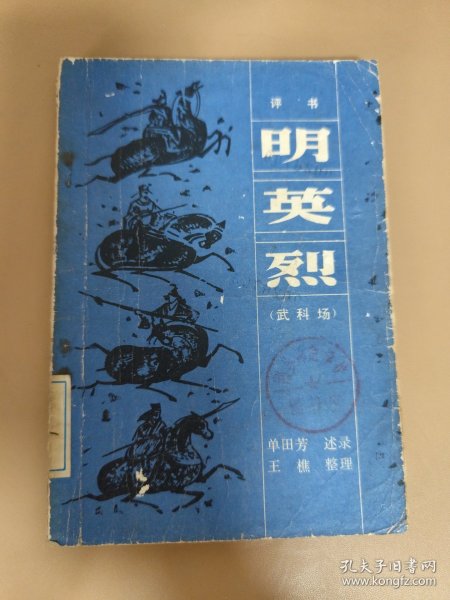 评书
明
英
烈
(武科场)
单田芳 述录
王樵 整理
孔夫子旧书网
www.kongfz.com